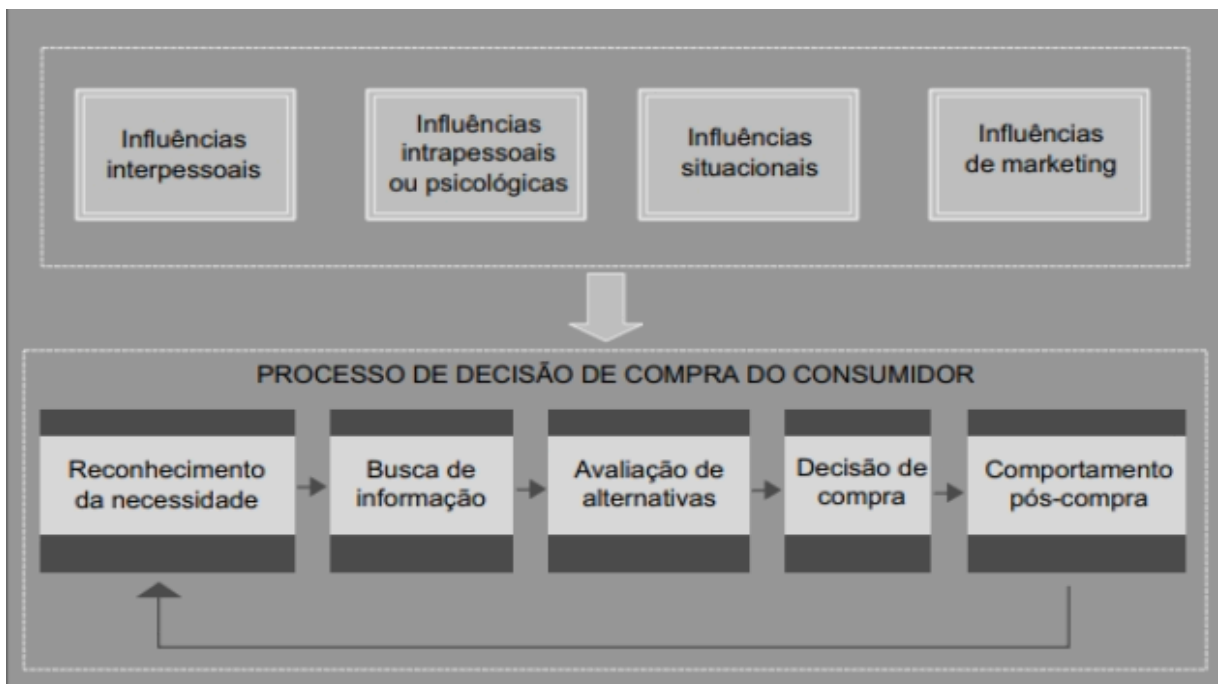 Influências
interpessoais
Influências
intrapessoais
ou psicológicas
Influências
situacionais
Influências
de marketing
PROCESSO DE DECISÃO DE COMPRA DO CONSUMIDOR
Reconhecimento
da necessidade
Busca de
informação
Avaliação de
alternativas
Decisão de
compra
Comportamento
pós-compra